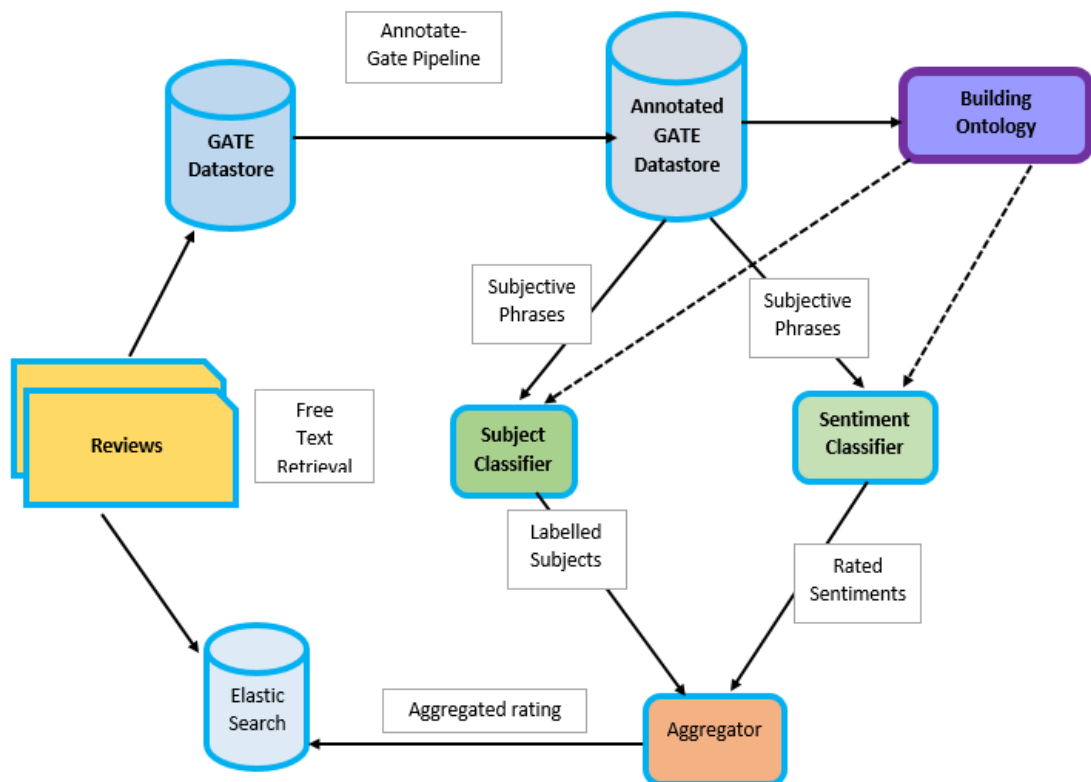 Annotate-
Gate Pipeline
GATE
Datastore
Annotated
GATE
Datastore
Building
Ontology
Subjective
Phrases
Subjective
Phrases
Reviews
Free
Text
Retrieval
Subject
Classifier
Sentiment
Classifier
Labelled
Subjects
Rated
Sentiments
Elastic
Search
Aggregated rating
Aggregator